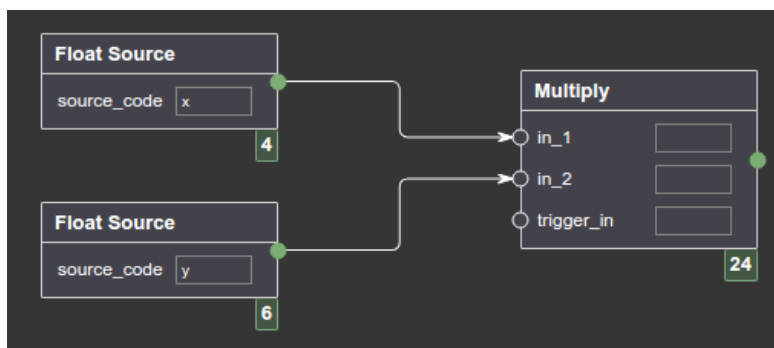 Float Source
source_code x
4
Float Source
source_code y
6
Multiply
in_1
in_2
trigger_in
24